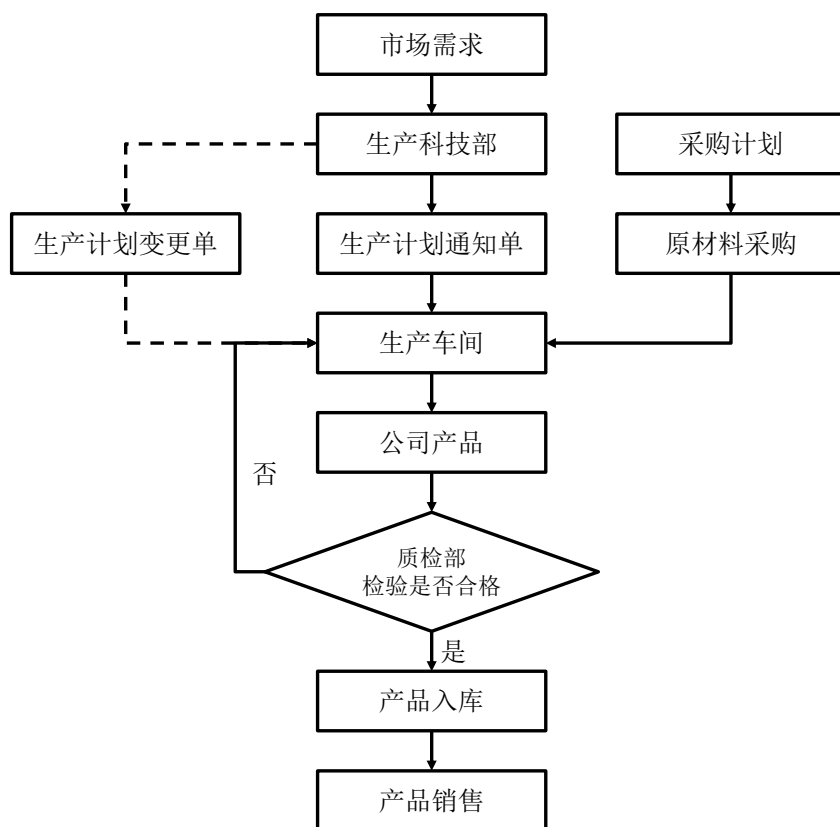 市场需求
生产科技部
采购计划
生产计划变更单
生产计划通知单
原材料采购
生产车间
公司产品
否
质检部
检验是否合格
是
产品入库
产品销售